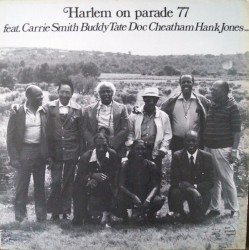 Harlem on parade 77
feat. Carrie Smith Buddy Tate Doc Cheatham Hank Jones...